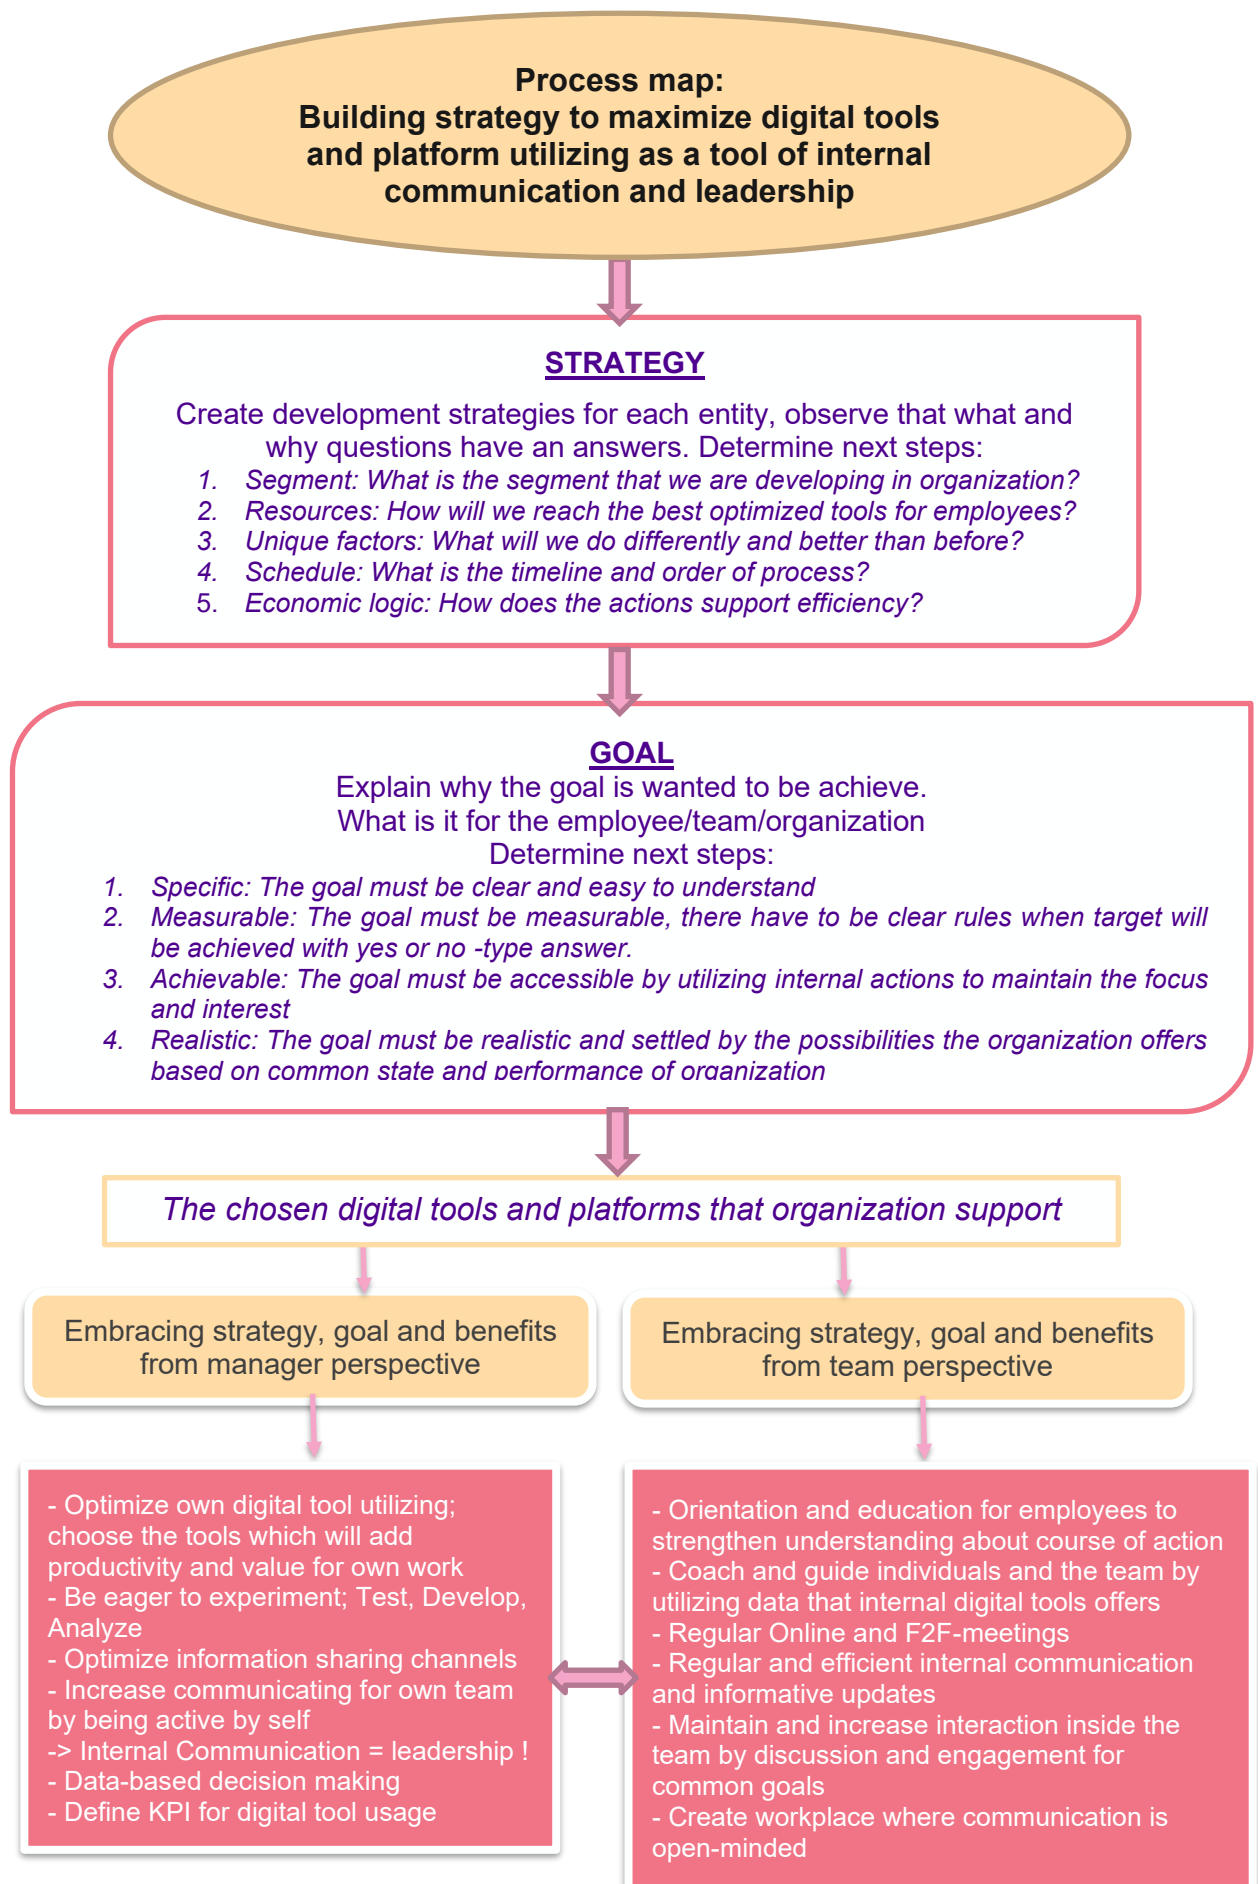 Process map:
Building strategy to maximize digital tools
and platform utilizing as a tool of internal
communication and leadership
STRATEGY
Create development strategies for each entity, observe that what and
why questions have an answers. Determine next steps:
1. Segment: What is the segment that we are developing in organization?
2. Resources: How will we reach the best optimized tools for employees?
3. Unique factors: What will we do differently and better than before?
4. Schedule: What is the timeline and order of process?
5. Economic logic: How does the actions support efficiency?
GOAL
Explain why the goal is wanted to be achieve.
What is it for the employee/team/organization
Determine next steps:
1. Specific: The goal must be clear and easy to understand
2. Measurable: The goal must be measurable, there have to be clear rules when target will
be achieved with yes or no -type answer.
3. Achievable: The goal must be accessible by utilizing internal actions to maintain the focus
and interest
4. Realistic: The goal must be realistic and settled by the possibilities the organization offers
based on common state and performance of organization
The chosen digital tools and platforms that organization support
Embracing strategy, goal and benefits
from manager perspective
Embracing strategy, goal and benefits
from team perspective
- Optimize own digital tool utilizing;
choose the tools which will add
productivity and value for own work
- Be eager to experiment; Test, Develop,
Analyze
- Optimize information sharing channels
- Increase communicating for own team
by being active by self
-> Internal Communication = leadership !
- Data-based decision making
- Define KPI for digital tool usage
- Orientation and education for employees to
strengthen understanding about course of action
- Coach and guide individuals and the team by
utilizing data that internal digital tools offers
- Regular Online and F2F-meetings
- Regular and efficient internal communication
and informative updates
- Maintain and increase interaction inside the
team by discussion and engagement for
common goals
- Create workplace where communication is
open-minded